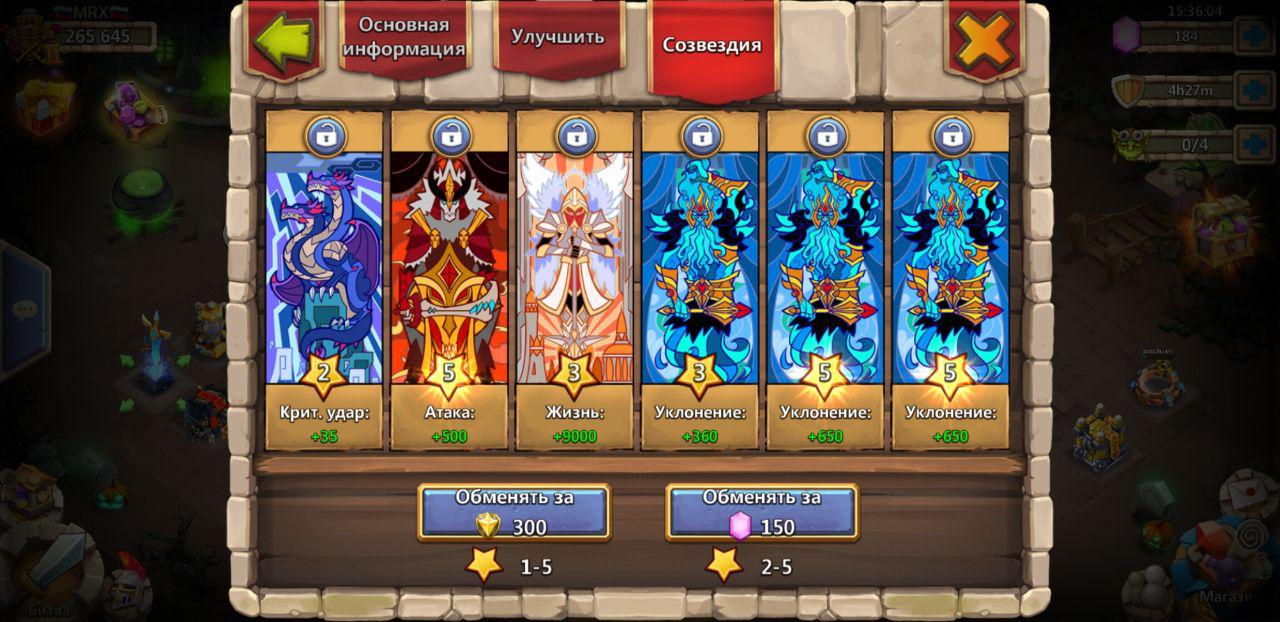 MRX
265 645
Основная
информация
Улучшить
Созвездия
15:36:04
184
4h27m
0/4
2
5
3
3
5
5
Крит. удар:
+35
Атака:
+500
Жизнь:
+9000
Уклонение:
+360
Уклонение:
+650
Уклонение:
+650
Обменять за
300
Обменять за
150
1-5
2-5
Битва
Магазин